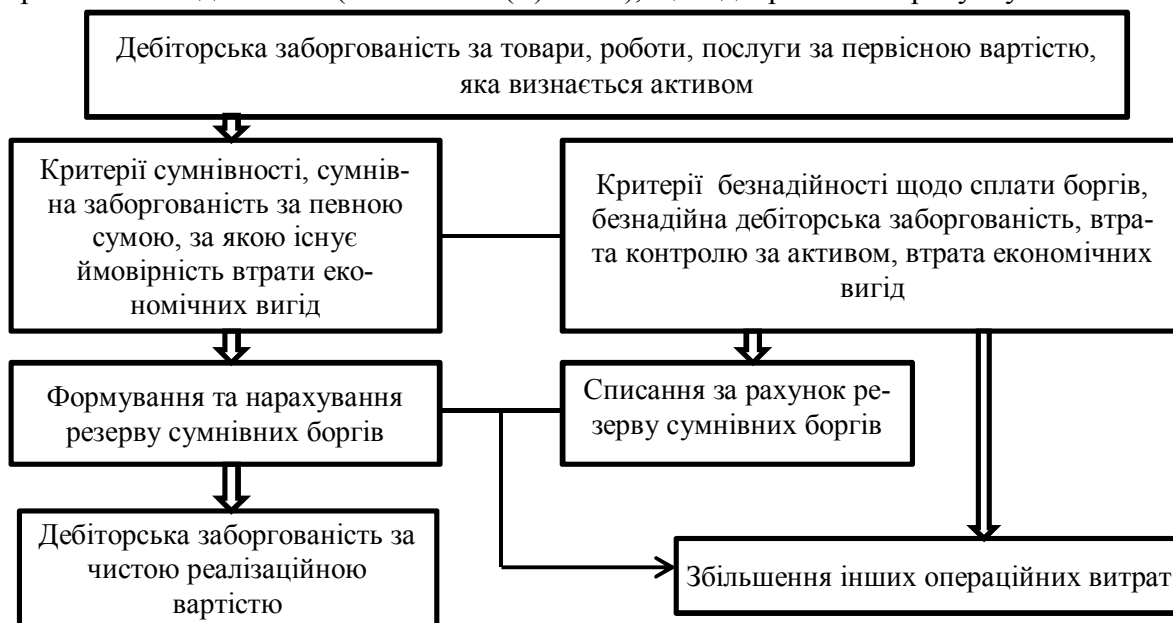 Дебіторська заборгованість за товари, роботи, послуги за первісною вартістю,
яка визнається активом
Критерії сумнівності, сумнів-
на заборгованість за певною
сумою, за якою існує
ймовірність втрати еко-
номічних вигід
Критерії безнадійності щодо сплати боргів,
безнадійна дебіторська заборгованість, втра-
та контролю за активом, втрата економічних
вигід
Формування та нарахування
резерву сумнівних боргів
Списання за рахунок ре-
зерву сумнівних боргів
Дебіторська заборгованість за
чистою реалізаційною
вартістю
Збільшення інших операційних витрат